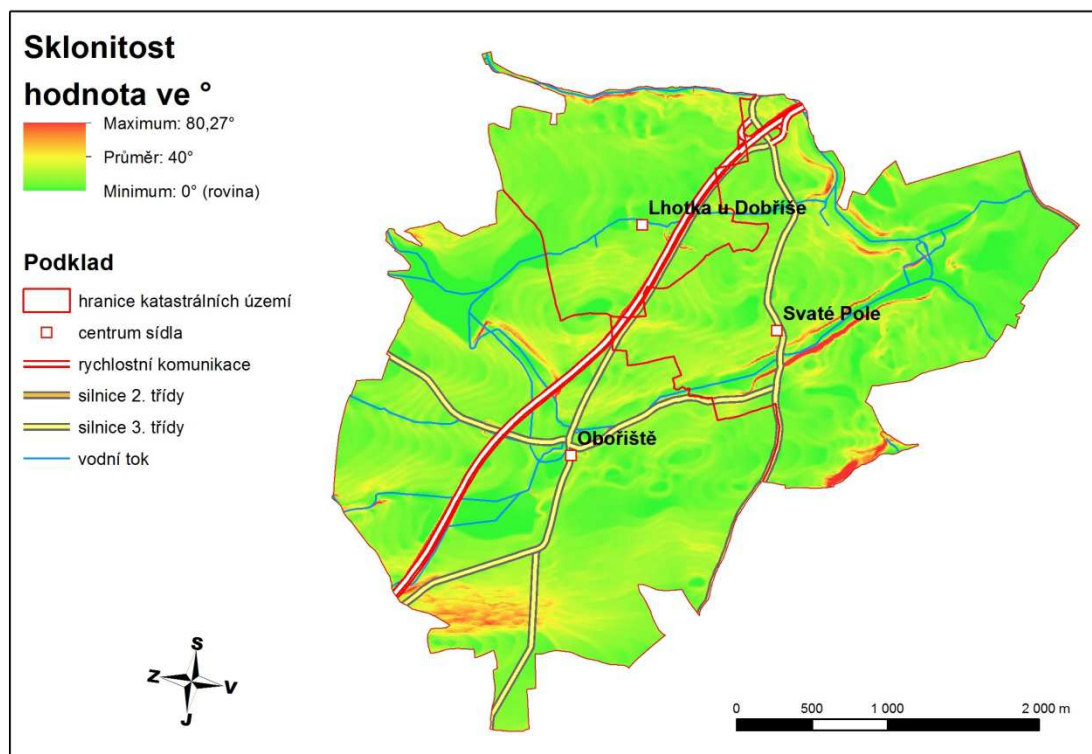 Sklonitost
hodnota ve °
Maximum: 80,27°
Průměr: 40°
Minimum: 0° (rovina)
Podklad
hranice katastrálních území
centrum sídla
rychlostní komunikace
silnice 2. třídy
silnice 3. třídy
vodní tok
Lhotka u Dobříše
Svaté Pole
Obořiště
S
Z
V
J
0 500 1 000 2 000 m